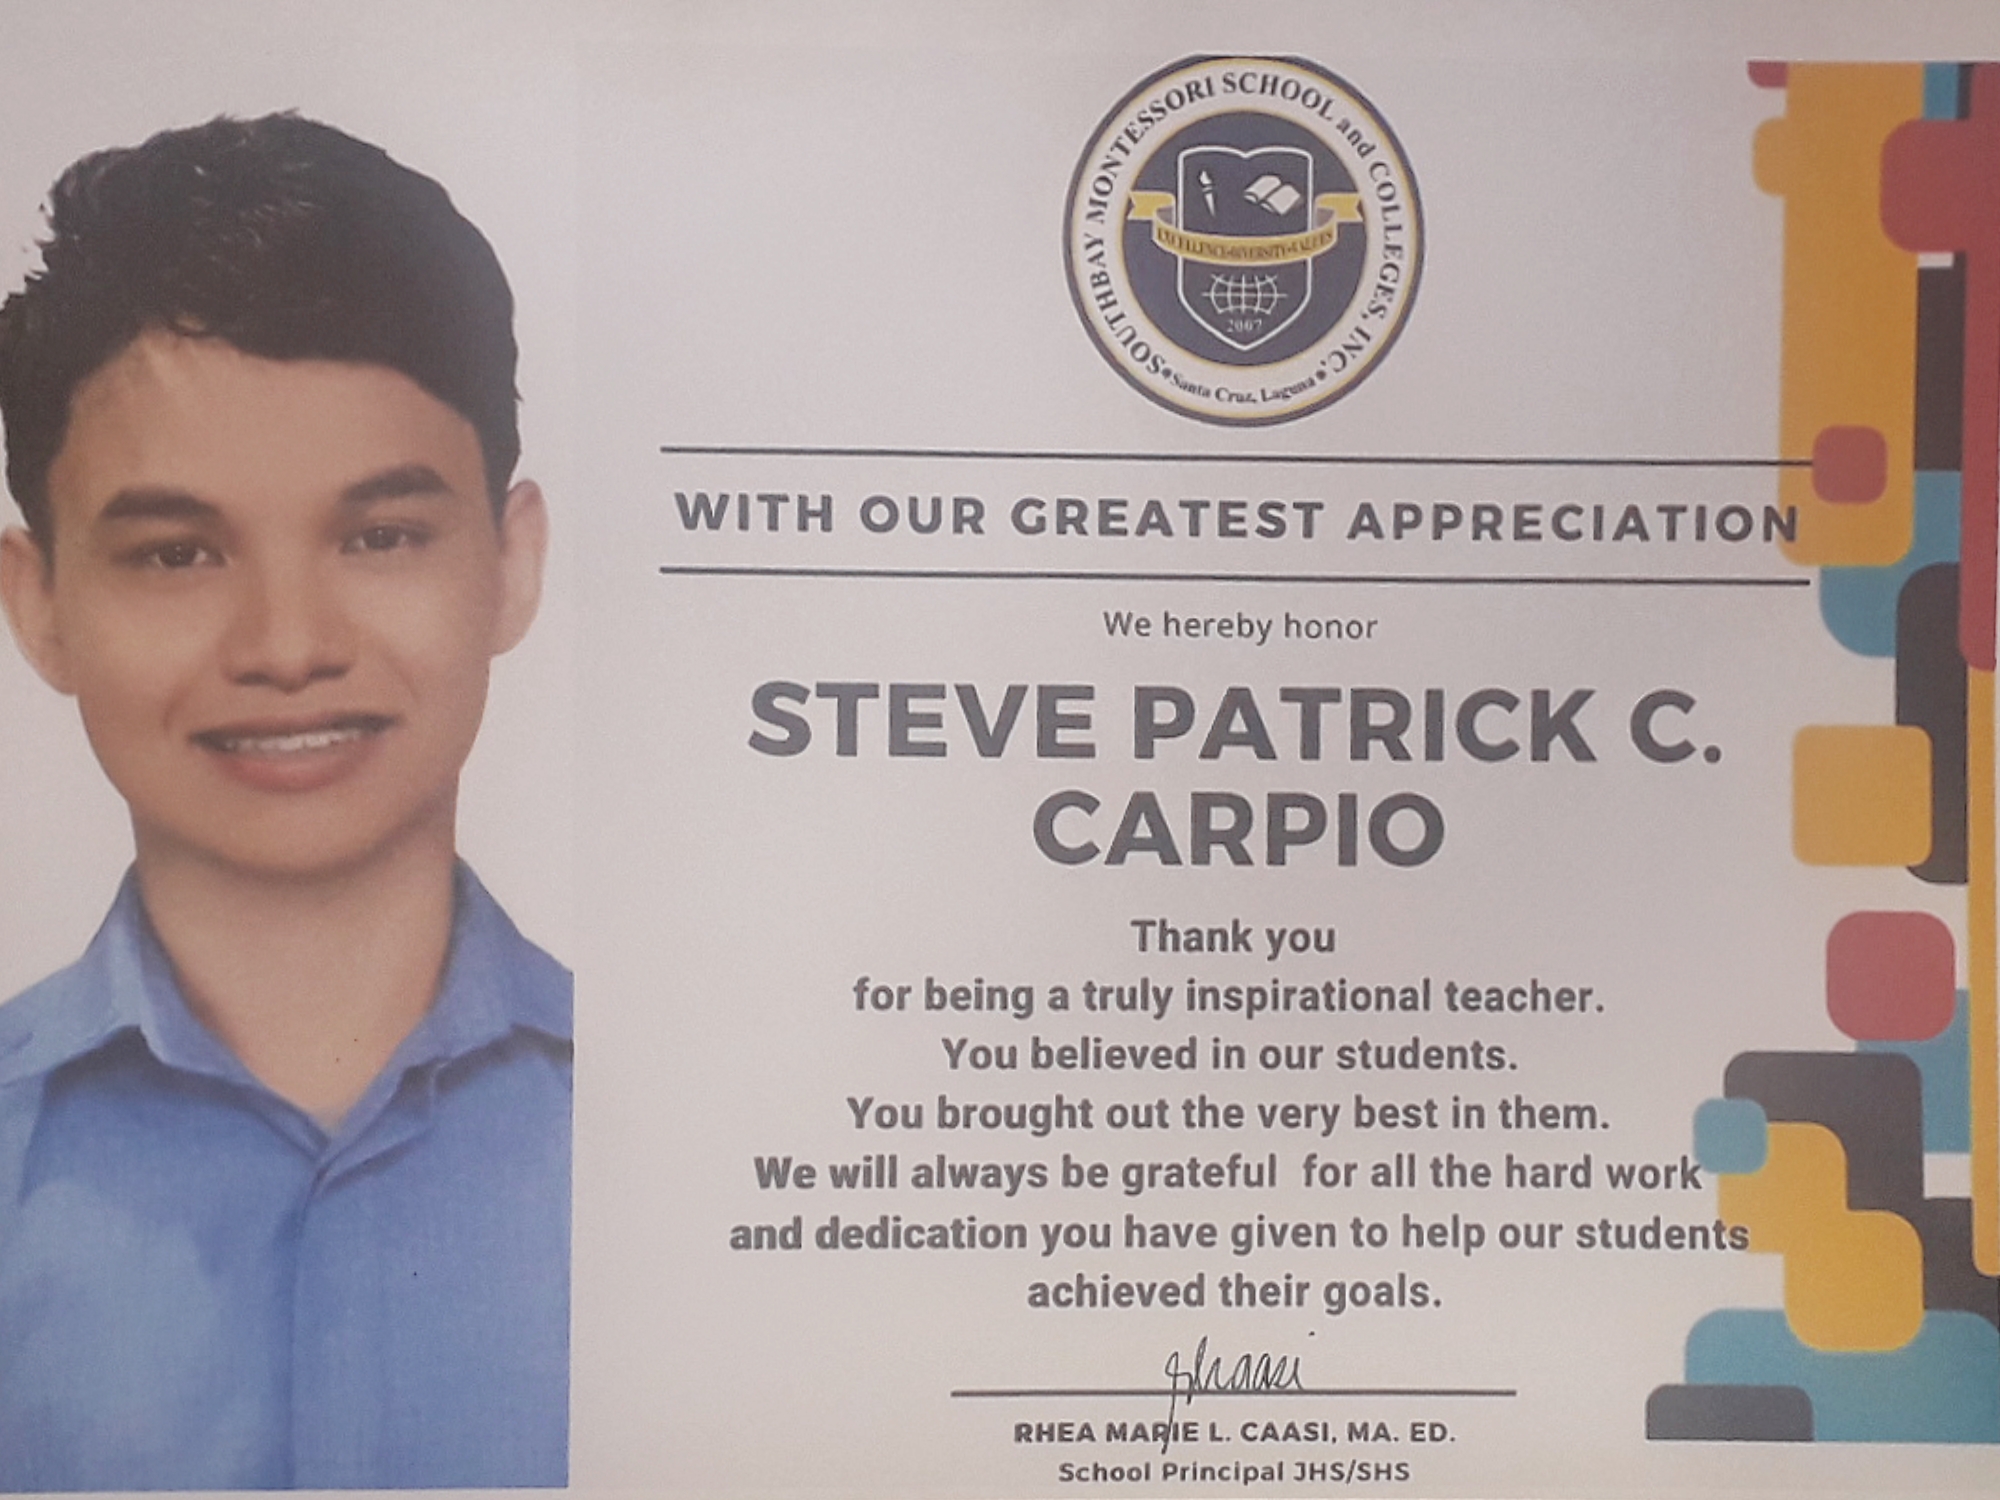 SOUTHBAY MONTESSORI SCHOOL and COLLEGES, INC.
EXCELLENCE•DIVERSITY•VALUES
2007
Santa Cruz, Laguna
WITH OUR GREATEST APPRECIATION
We hereby honor
STEVE PATRICK C.
CARPIO
Thank you
for being a truly inspirational teacher.
You believed in our students.
You brought out the very best in them.
We will always be grateful for all the hard work
and dedication you have given to help our students
achieved their goals.
RHEA MARIE L. CAASI, MA. ED.
School Principal JHS/SHS